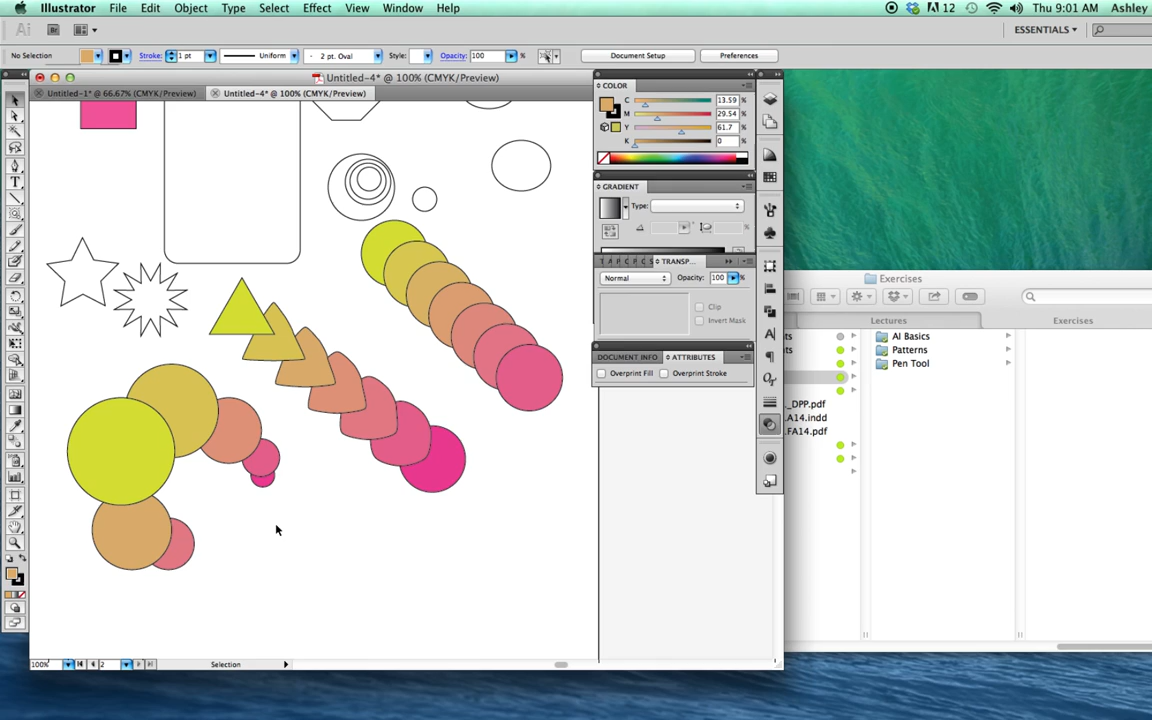 Illustrator File Edit Object Type Select Effect View Window Help
12
Thu 9:01 AM Ashley
Ai
Br
ESSENTIALS
No Selection
Stroke:
1 pt
Uniform
2 pt. Oval
Style:
Opacity:
100
%
Document Setup
Preferences
Untitled-4* @ 100% (CMYK/Preview)
Untitled-1* @ 66.67% (CMYK/Preview)
Untitled-4* @ 100% (CMYK/Preview)
COLOR
C 13.59 %
M 29.54 %
Y 61.7 %
K 0 %
GRADIENT
Type:
%
T A P C P C S TRANSP...
Normal
Opacity: 100
Clip
Invert Mask
DOCUMENT INFO
ATTRIBUTES
Overprint Fill
Overprint Stroke
Exercises
Lectures
Exercises
AI Basics
Patterns
Pen Tool
_DPP.pdf
.A14.indd
.FA14.pdf
100%
2
Selection